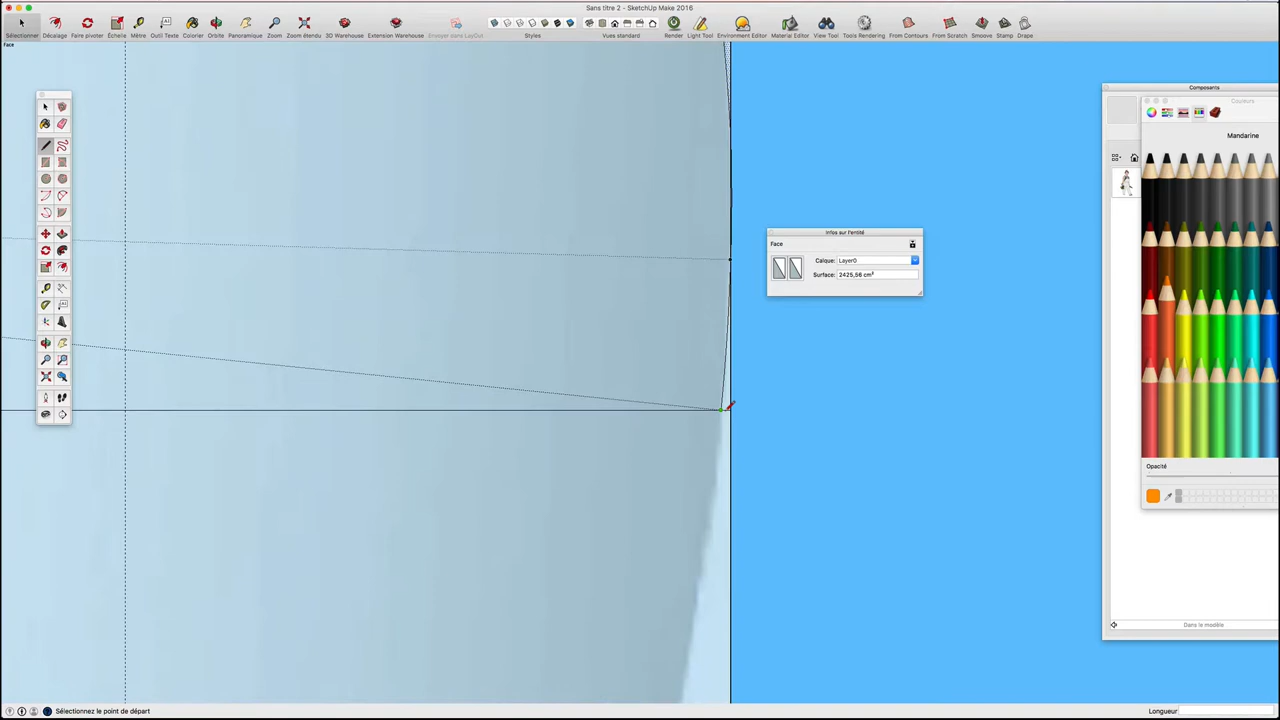 Sans titre 2 - SketchUp Make 2016
Sélectionner Décalage Faire pivoter Échelle Mètre Outil Texte Colorier Orbite Panoramique Zoom Zoom étendu 3D Warehouse Extension Warehouse Envoyer dans LayOut Styles Vues standard Render Light Tool Environment Editor Material Editor View Tool Tools Rendering From Contours From Scratch Smoove Stamp Drape
Face
Composants
Couleurs
Mandarine
Infos sur l'entité
Face
Calque: Layer0
Surface: 2425,56 cm²
Opacité
Dans le modèle
Sélectionnez le point de départ
Longueur